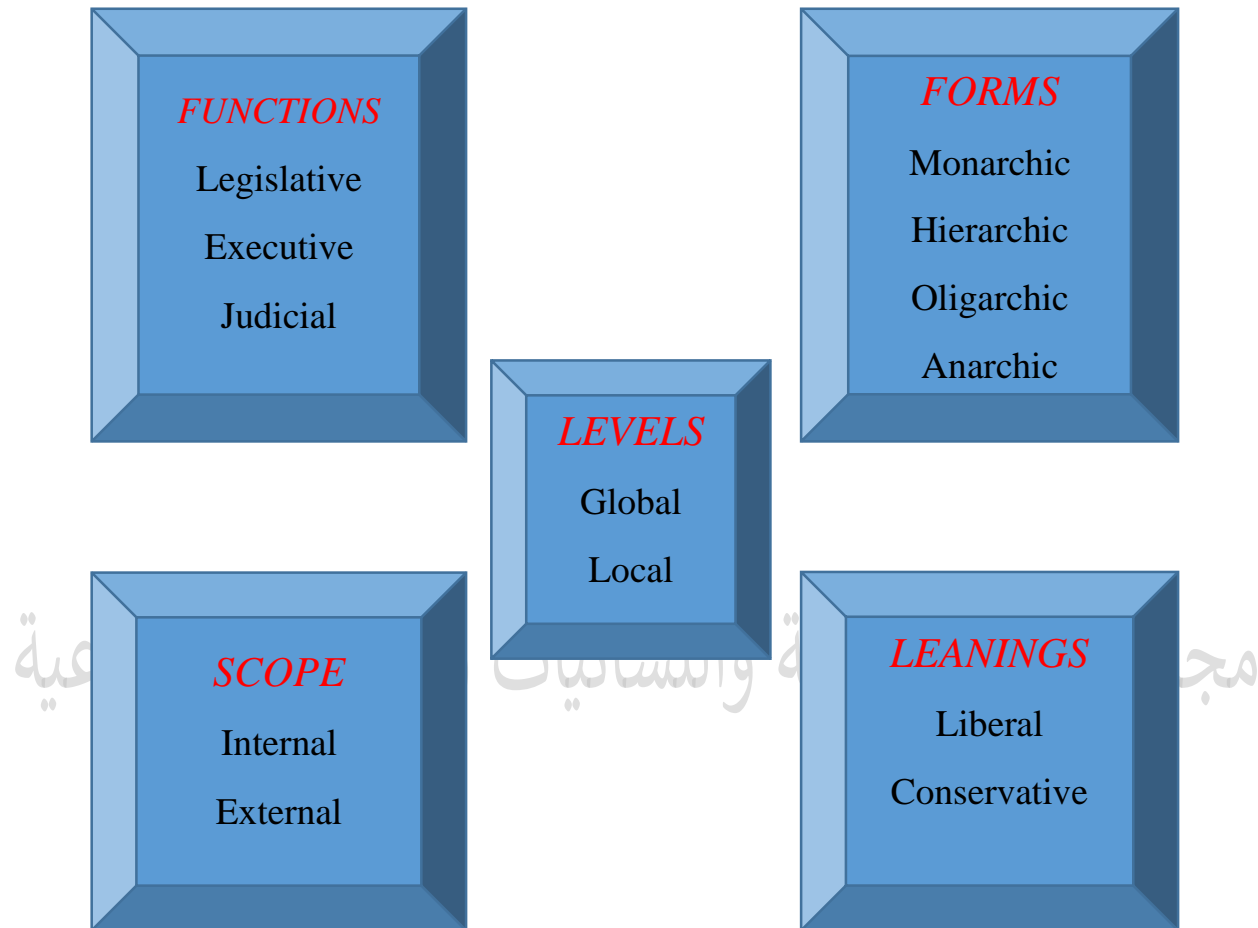 FUNCTIONS
Legislative
Executive
Judicial
FORMS
Monarchic
Hierarchic
Oligarchic
Anarchic
LEVELS
Global
Local
SCOPE
Internal
External
LEANINGS
Liberal
Conservative